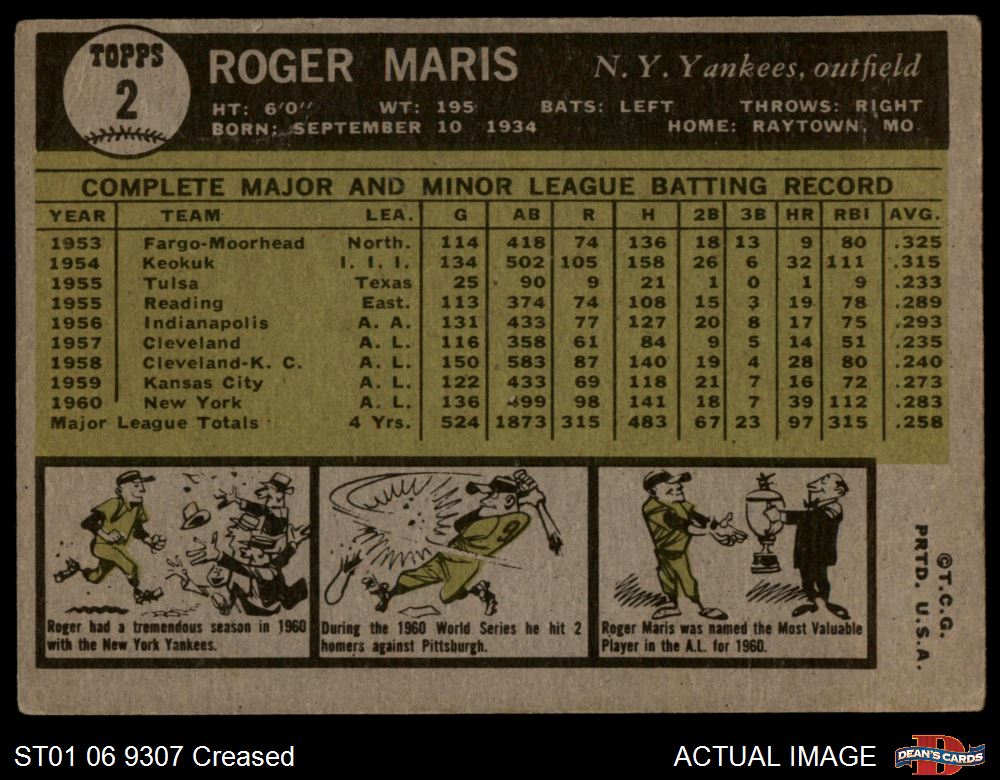 TOPPS
2
ROGER MARIS N. Y. Yankees, outfield
HT: 6'0" WT: 195 BATS: LEFT THROWS: RIGHT
BORN: SEPTEMBER 10 1934 HOME: RAYTOWN, MO
COMPLETE MAJOR AND MINOR LEAGUE BATTING RECORD
YEAR TEAM LEA. G AB R H 2B 3B HR RBI AVG.
1953 Fargo-Moorhead North. 114 418 74 136 18 13 9 80 .325
1954 Keokuk I. I. I. 134 502 105 158 26 6 32 111 .315
1955 Tulsa Texas 25 90 9 21 1 0 1 9 .233
1955 Reading East. 113 374 74 108 15 3 19 78 .289
1956 Indianapolis A. A. 131 433 77 127 20 8 17 75 .293
1957 Cleveland A. L. 116 358 61 84 9 5 14 51 .235
1958 Cleveland-K. C. A. L. 150 583 87 140 19 4 28 80 .240
1959 Kansas City A. L. 122 433 69 118 21 7 16 72 .273
1960 New York A. L. 136 499 98 141 18 7 39 112 .283
Major League Totals 4 Yrs. 524 1873 315 483 67 23 97 315 .258
9
Roger had a tremendous season in 1960
with the New York Yankees.
During the 1960 World Series he hit 2
homers against Pittsburgh.
Roger Maris was named the Most Valuable
Player in the A.L. for 1960.
©T.C.G.
PRTD. U.S.A.
ST01 06 9307 Creased ACTUAL IMAGE
D
DEAN'S CARDS